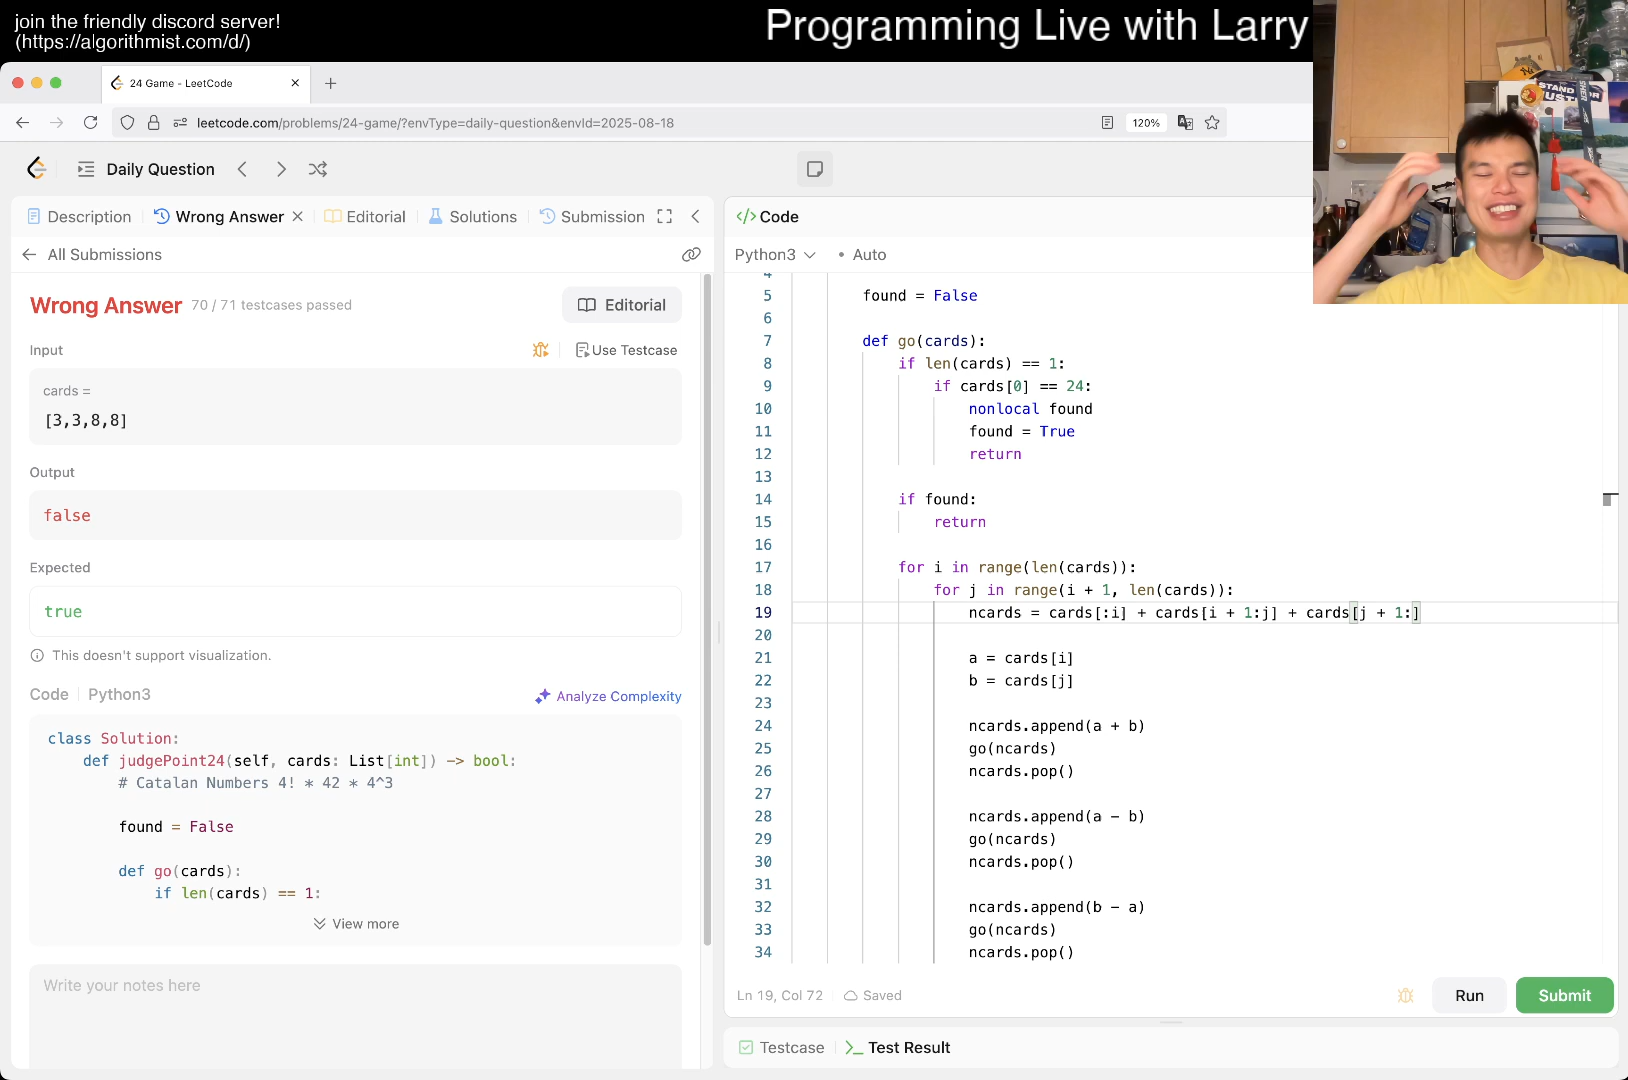 join the friendly discord server!
(https://algorithmist.com/d/)
Programming Live with Larry
24 Game - LeetCode
leetcode.com/problems/24-game/?envType=daily-question&envId=2025-08-18
120%
Daily Question
Description
Wrong Answer
Editorial
Solutions
Submission
All Submissions
Wrong Answer 70 / 71 testcases passed
Editorial
Input
Use Testcase
cards =
[3,3,8,8]
Output
false
Expected
true
This doesn't support visualization.
Code | Python3
Analyze Complexity
class Solution:
def judgePoint24(self, cards: List[int]) -> bool:
# Catalan Numbers 4! * 42 * 4^3
found = False
def go(cards):
if len(cards) == 1:
View more
Write your notes here
</> Code
Python3
• Auto
4
5 found = False
6
7 def go(cards):
8 if len(cards) == 1:
9 if cards[0] == 24:
10 nonlocal found
11 found = True
12 return
13
14 if found:
15 return
16
17 for i in range(len(cards)):
18 for j in range(i + 1, len(cards)):
19 ncards = cards[:i] + cards[i + 1:j] + cards[j + 1:]
20
21 a = cards[i]
22 b = cards[j]
23
24 ncards.append(a + b)
25 go(ncards)
26 ncards.pop()
27
28 ncards.append(a - b)
29 go(ncards)
30 ncards.pop()
31
32 ncards.append(b - a)
33 go(ncards)
34 ncards.pop()
Ln 19, Col 72
Saved
Run
Submit
Testcase
Test Result